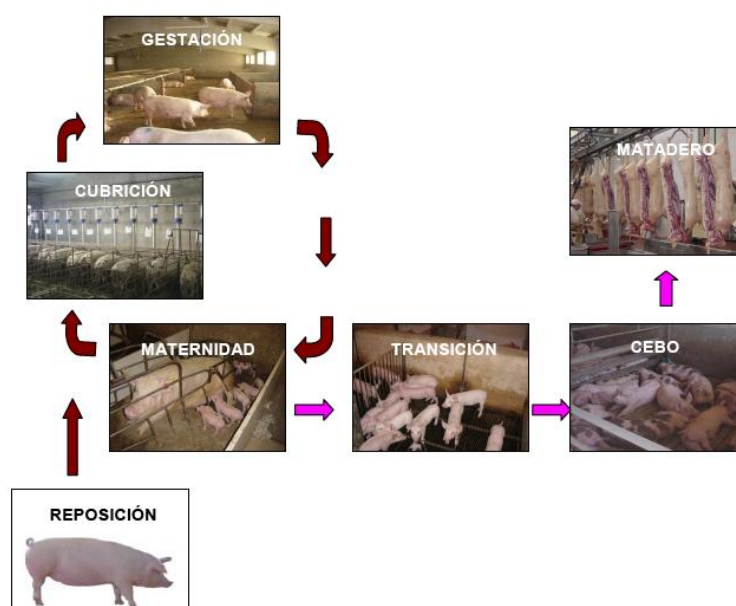 GESTACIÓN
CUBRICIÓN
MATADERO
MATERNIDAD
TRANSICIÓN
CEBO
REPOSICIÓN